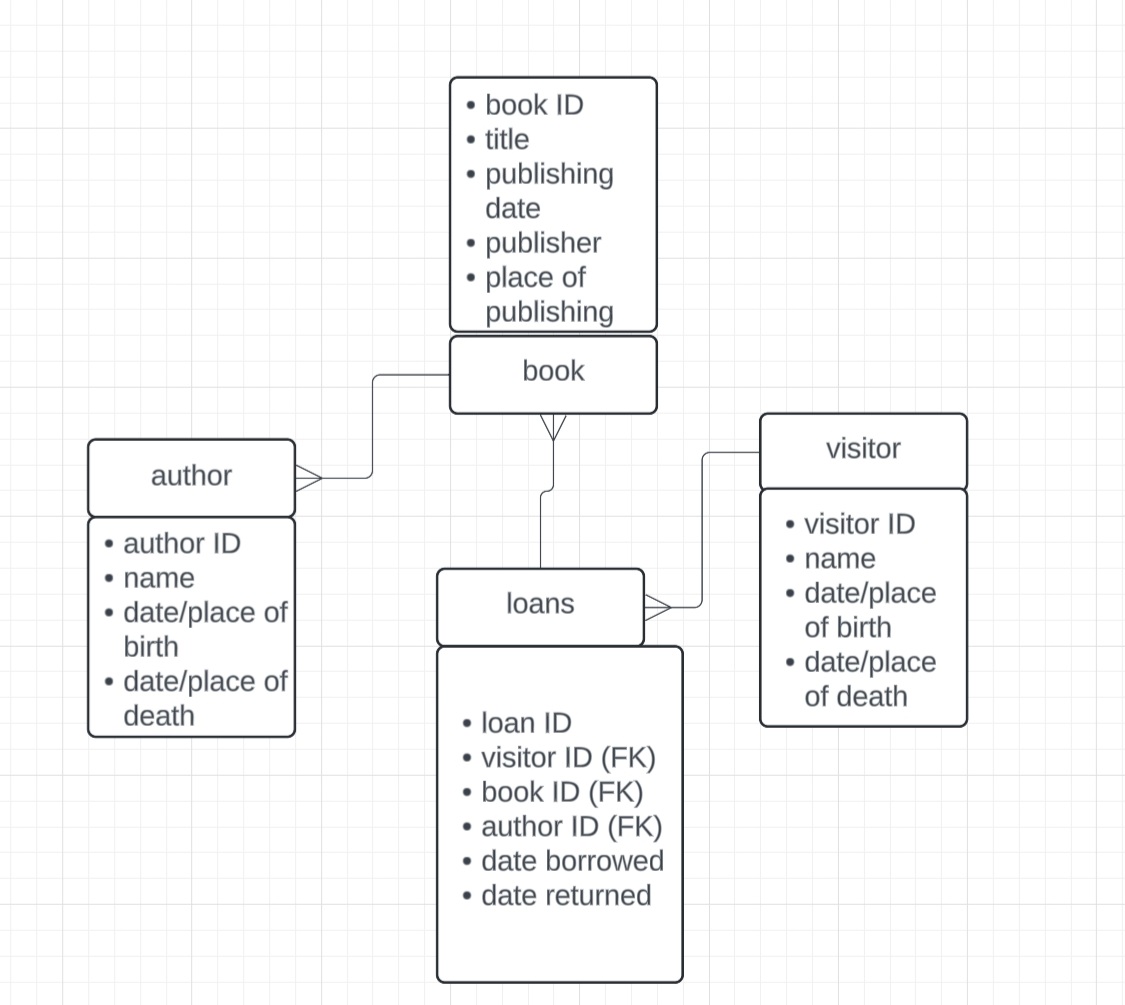 • book ID
• title
• publishing
date
• publisher
• place of
publishing
book
author
• author ID
• name
• date/place of
birth
• date/place of
death
visitor
• visitor ID
• name
• date/place
of birth
• date/place
of death
loans
• loan ID
• visitor ID (FK)
• book ID (FK)
• author ID (FK)
• date borrowed
• date returned